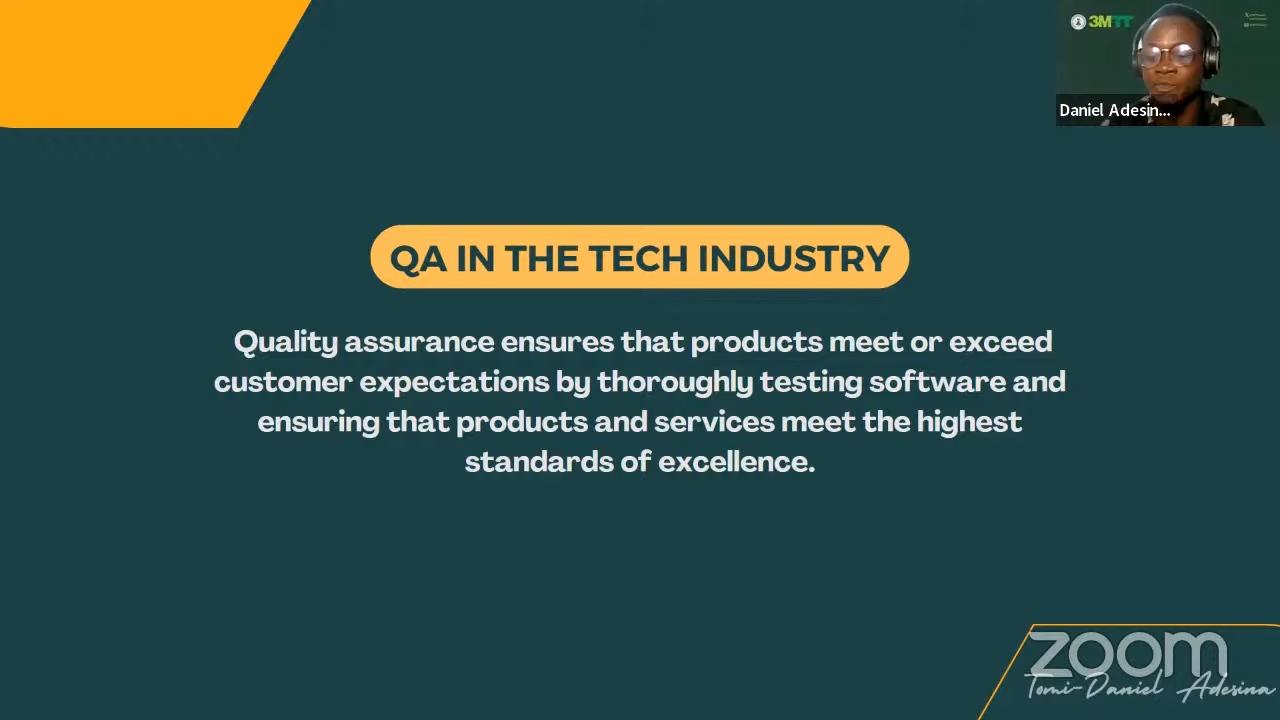 3MTT
Daniel Adesin...
QA IN THE TECH INDUSTRY
Quality assurance ensures that products meet or exceed
customer expectations by thoroughly testing software and
ensuring that products and services meet the highest
standards of excellence.
zoom
Tomi-Daniel Adesina